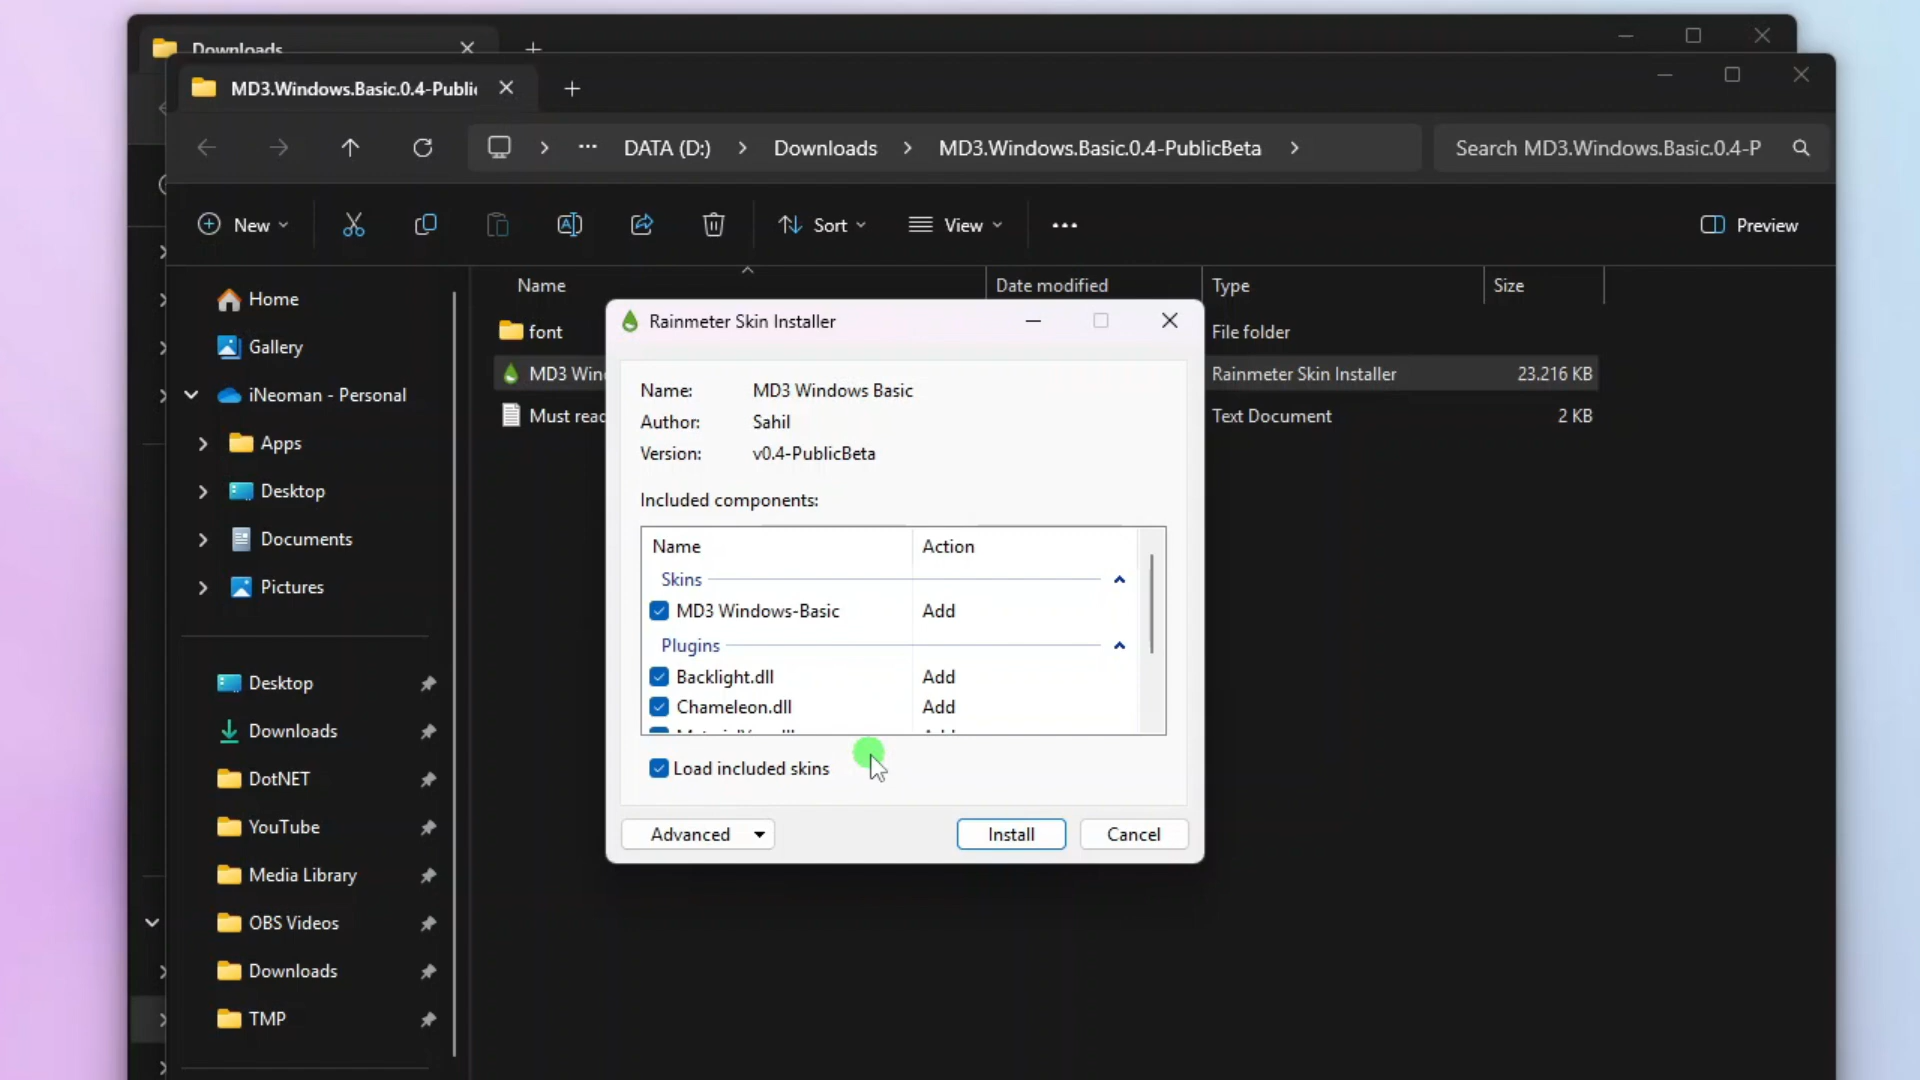 Downloads
MD3.Windows.Basic.0.4-Public
DATA (D:) Downloads MD3.Windows.Basic.0.4-PublicBeta
Search MD3.Windows.Basic.0.4-P
New Sort View ... Preview
Home
Gallery
iNeoman - Personal
Apps
Desktop
Documents
Pictures
Desktop
Downloads
DotNET
YouTube
Media Library
OBS Videos
Downloads
TMP
Name Date modified Type Size
font File folder
MD3 Win Rainmeter Skin Installer 23.216 KB
Must read Text Document 2 KB
Rainmeter Skin Installer
Name: MD3 Windows Basic
Author: Sahil
Version: v0.4-PublicBeta
Included components:
Name Action
Skins
MD3 Windows-Basic Add
Plugins
Backlight.dll Add
Chameleon.dll Add
Load included skins
Advanced Install Cancel